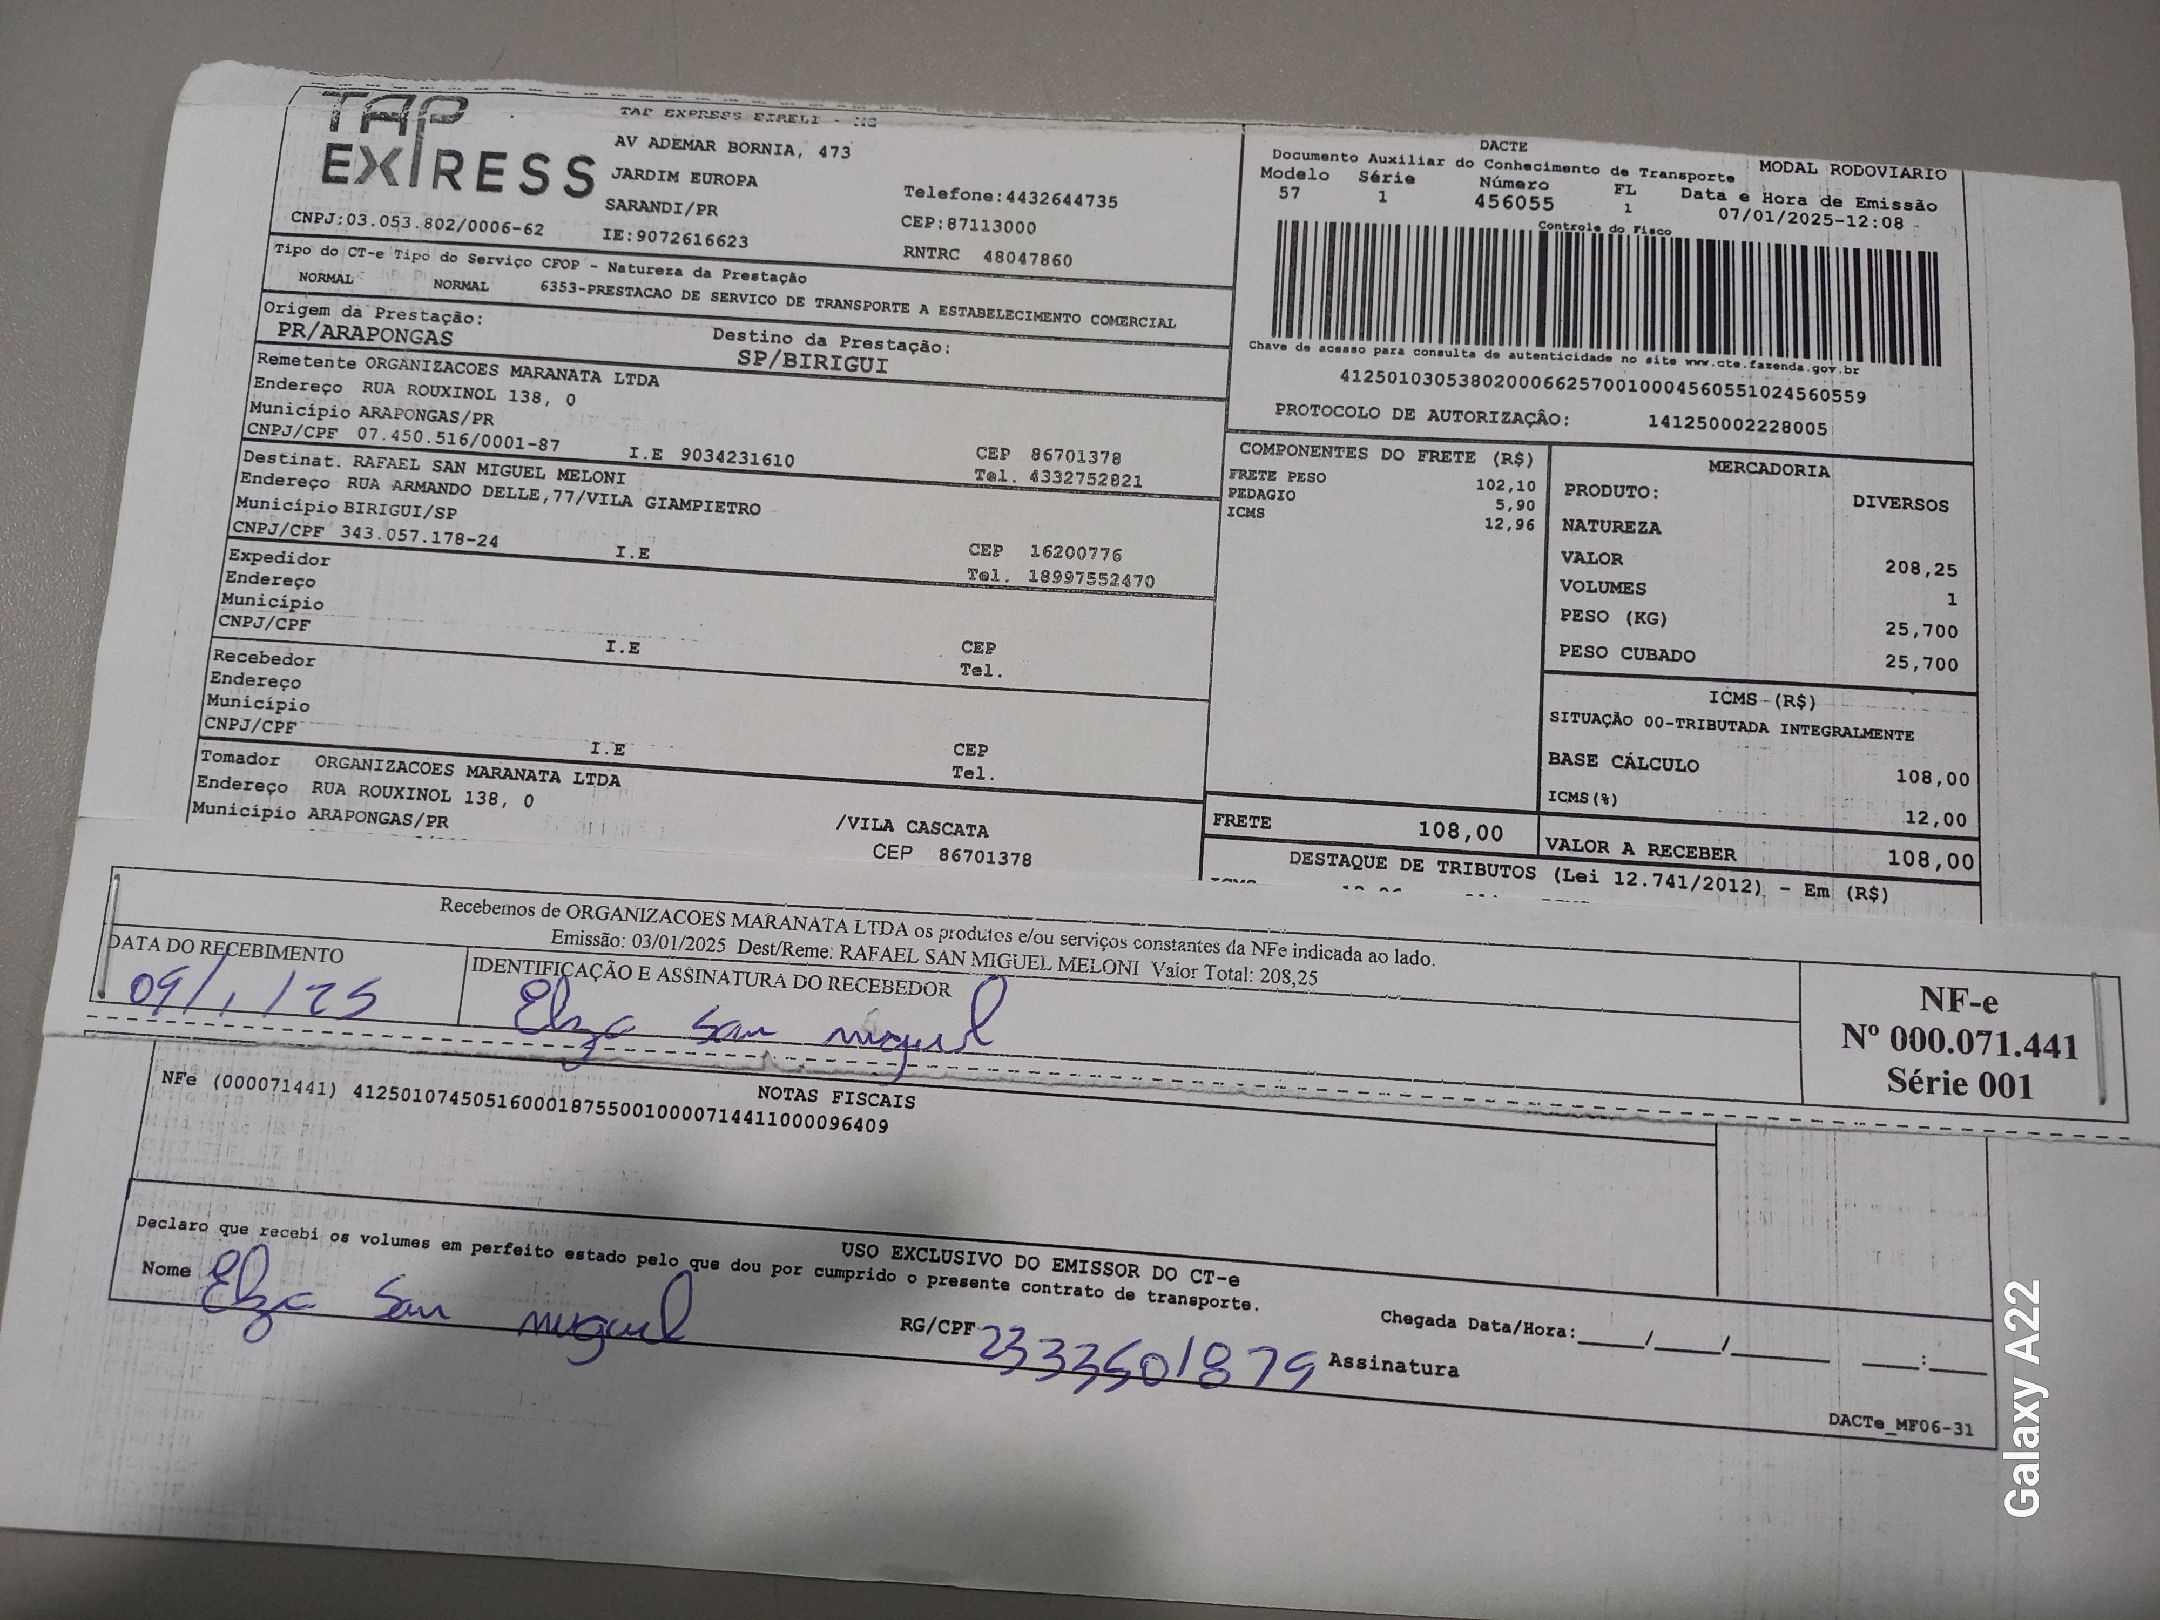 TAP EXPRESS
TAP EXPRESS EIRELI - MG
AV ADEMAR BORNIA, 473
JARDIM EUROPA
SARANDI/PR
Telefone:4432644735
CEP:87113000
CNPJ:03.053.802/0006-62
IE:9072616623
RNTRC 48047860
Tipo do CT-e Tipo do Serviço CFOP - Natureza da Prestação
NORMAL NORMAL 6353-PRESTACAO DE SERVICO DE TRANSPORTE A ESTABELECIMENTO COMERCIAL
Origem da Prestação:
PR/ARAPONGAS
Destino da Prestação:
SP/BIRIGUI
Remetente ORGANIZACOES MARANATA LTDA
Endereço RUA ROUXINOL 138, 0
Município ARAPONGAS/PR
CNPJ/CPF 07.450.516/0001-87 I.E 9034231610
CEP 86701378
Tel. 4332752821
Destinat. RAFAEL SAN MIGUEL MELONI
Endereço RUA ARMANDO DELLE,77/VILA GIAMPIETRO
Município BIRIGUI/SP
CNPJ/CPF 343.057.178-24 I.E
CEP 16200776
Tel. 18997552470
Expedidor
Endereço
Município
CNPJ/CPF I.E
CEP
Tel.
Recebedor
Endereço
Município
CNPJ/CPF I.E
CEP
Tel.
Tomador ORGANIZACOES MARANATA LTDA
Endereço RUA ROUXINOL 138, 0
Município ARAPONGAS/PR
/VILA CASCATA
CEP 86701378
DACTE
Documento Auxiliar do Conhecimento de Transporte
MODAL RODOVIARIO
Modelo Série Número FL Data e Hora de Emissão
57 1 456055 1 07/01/2025-12:08
Controle do Fisco
Chave de acesso para consulta de autenticidade no site www.cte.fazenda.gov.br
41250103053802000662570010004560551024560559
PROTOCOLO DE AUTORIZAÇÂO: 141250002228005
COMPONENTES DO FRETE (R$)
FRETE PESO 102,10
PEDAGIO 5,90
ICMS 12,96
MERCADORIA
PRODUTO: DIVERSOS
NATUREZA
VALOR 208,25
VOLUMES 1
PESO (KG) 25,700
PESO CUBADO 25,700
ICMS (R$)
SITUAÇÃO 00-TRIBUTADA INTEGRALMENTE
BASE CÁLCULO 108,00
ICMS(%) 12,00
FRETE 108,00
VALOR A RECEBER 108,00
DESTAQUE DE TRIBUTOS (Lei 12.741/2012) - Em (R$)
Recebemos de ORGANIZACOES MARANATA LTDA os produtos e/ou serviços constantes da NFe indicada ao lado.
Emissão: 03/01/2025 Dest/Reme: RAFAEL SAN MIGUEL MELONI Valor Total: 208,25
DATA DO RECEBIMENTO
09/1/25
IDENTIFICAÇÃO E ASSINATURA DO RECEBEDOR
Elza San miguel
NF-e
Nº 000.071.441
Série 001
NOTAS FISCAIS
NFe (000071441) 41250107450516000187550010000714411000096409
USO EXCLUSIVO DO EMISSOR DO CT-e
Declaro que recebi os volumes em perfeito estado pelo que dou por cumprido o presente contrato de transporte.
Nome Elza San miguel
RG/CPF 2333501879
Chegada Data/Hora:____/____/______ ____:____
Assinatura
DACTe_MF06-31
Galaxy A22